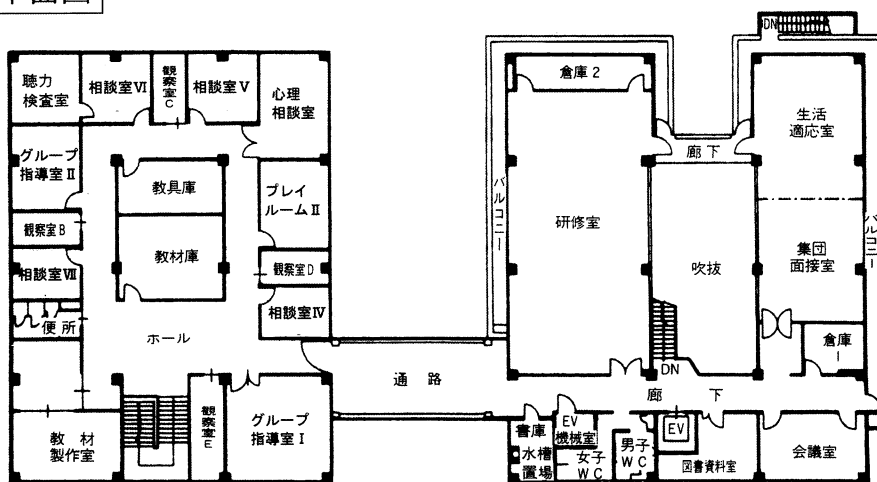 DN
聴力
検査室
相談室Ⅵ
観察室C
相談室Ⅴ
心理
相談室
倉庫2
生活
適応室
グループ
指導室Ⅱ
教具庫
プレイ
ルームⅡ
廊下
バルコニー
研修室
観察室B
教材庫
観察室D
吹抜
集団
面接室
バルコニー
相談室Ⅶ
相談室Ⅳ
便所
ホール
倉庫1
通路
DN
廊下
教材
製作室
観察室E
グループ
指導室Ⅰ
書庫
水槽
置場
EV
機械室
女子
WC
男子
WC
EV
図書資料室
会議室